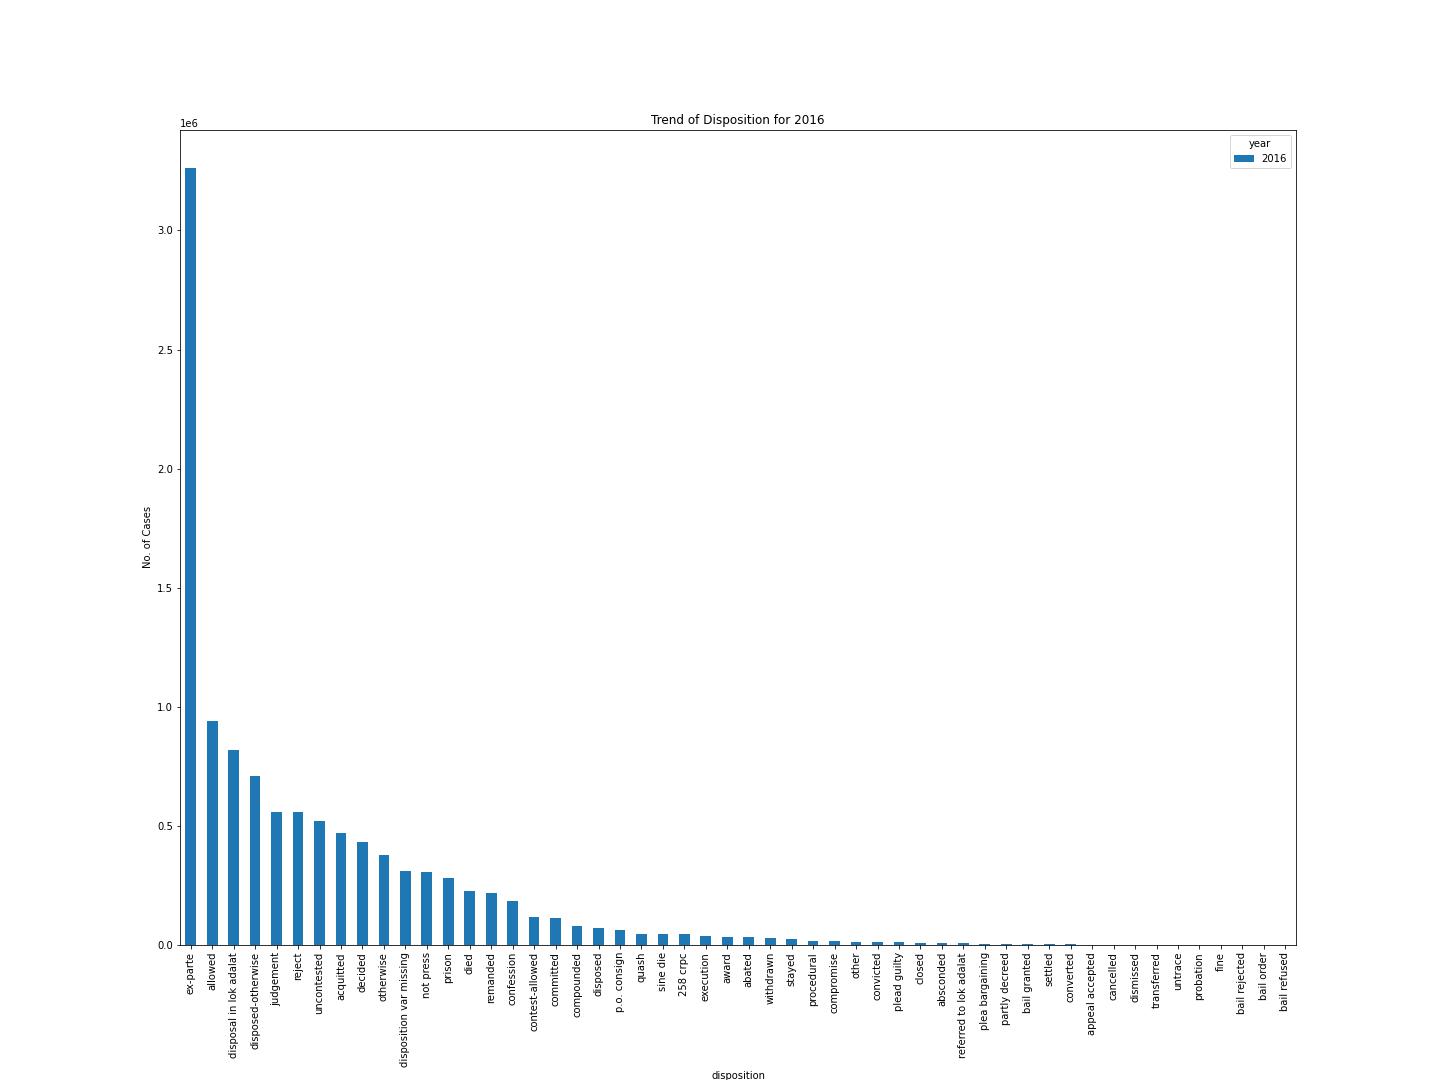 Trend of Disposition for 2016
1e6
year
2016
3.0
2.5
2.0
1.5
1.0
0.5
0.0
No. of Cases
ex-parte
allowed
disposal in lok adalat
disposed-otherwise
judgement
reject
uncontested
acquitted
decided
otherwise
disposition var missing
not press
prison
died
remanded
confession
contest-allowed
committed
compounded
disposed
p.o. consign
quash
sine die
258 crpc
execution
award
abated
withdrawn
stayed
procedural
compromise
other
convicted
plead guilty
closed
absconded
referred to lok adalat
plea bargaining
partly decreed
bail granted
settled
converted
appeal accepted
cancelled
dismissed
transferred
untrace
probation
fine
bail rejected
bail order
bail refused
disposition